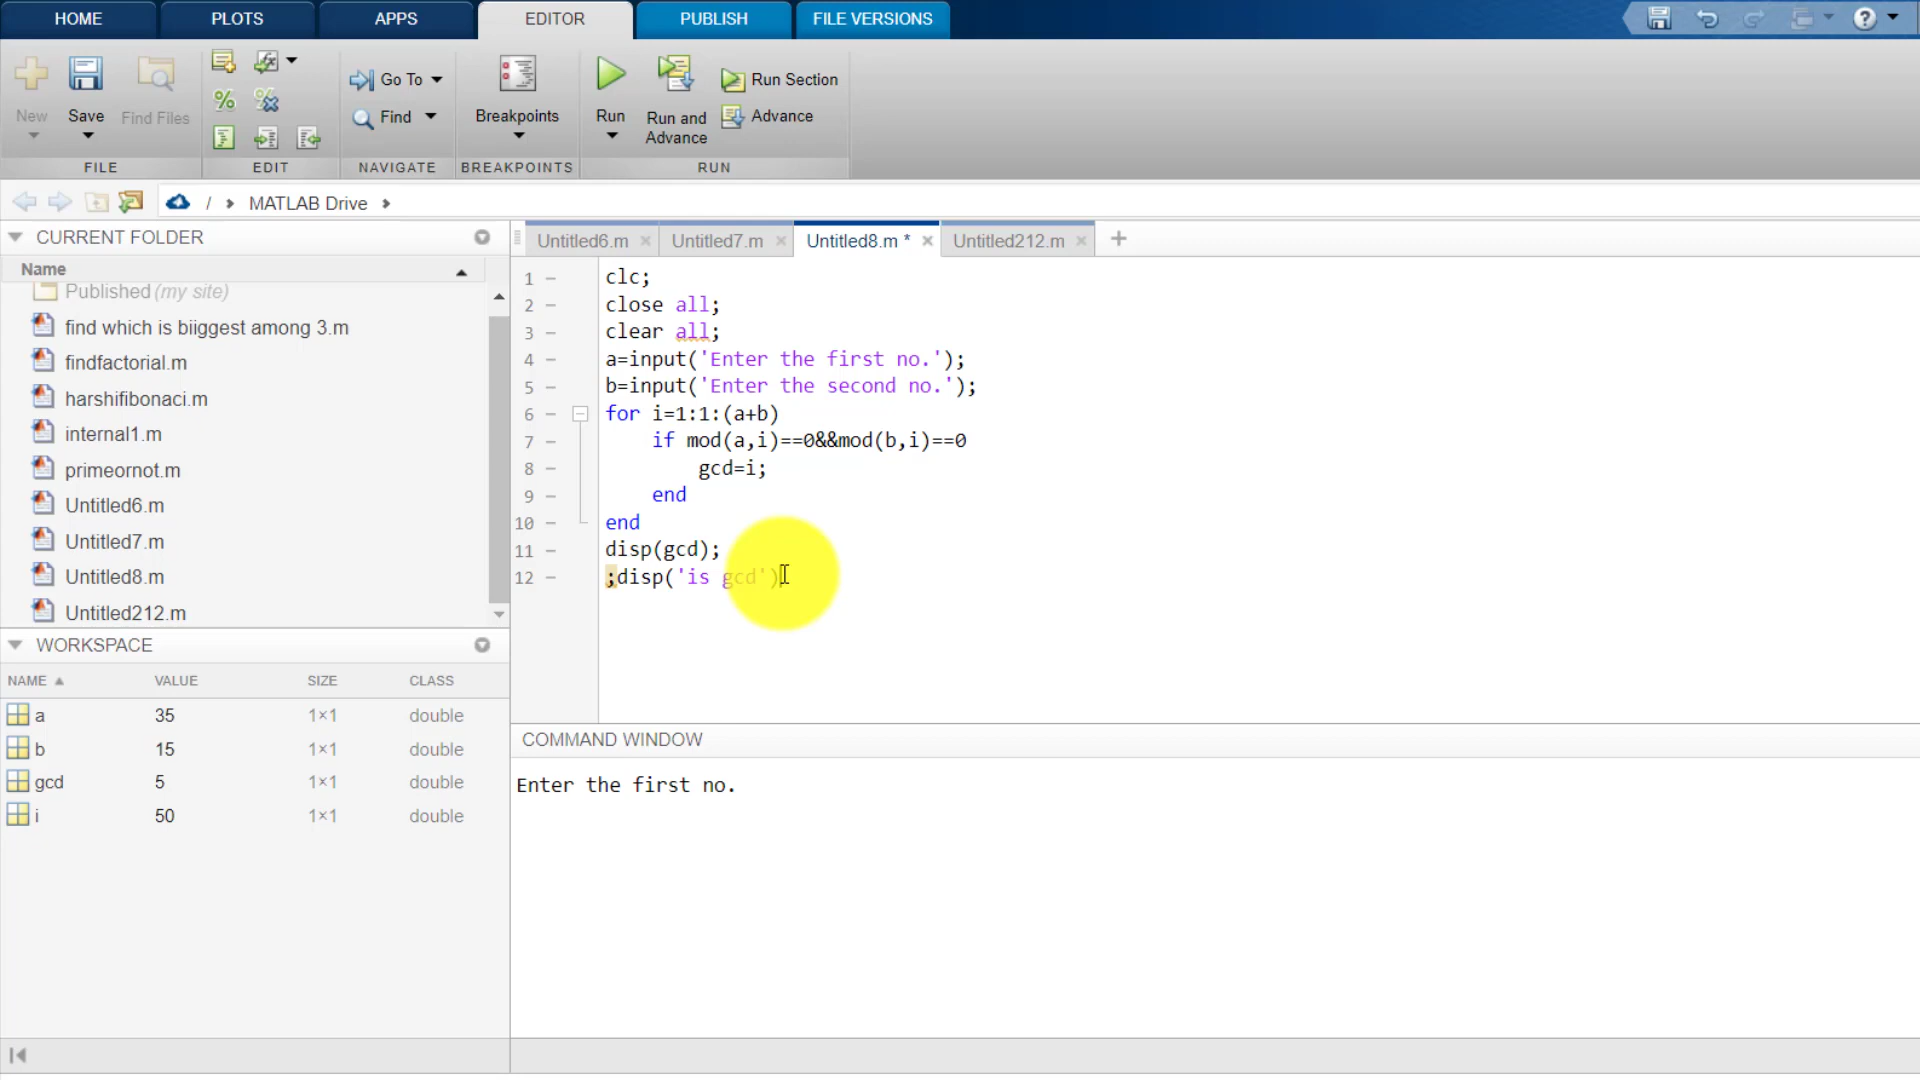 HOME PLOTS APPS EDITOR PUBLISH FILE VERSIONS
New Save Find Files
Go To
Find
Breakpoints
Run Run and Advance
Run Section
Advance
FILE EDIT NAVIGATE BREAKPOINTS RUN
/ MATLAB Drive
CURRENT FOLDER
Name
Published (my site)
find which is biiggest among 3.m
findfactorial.m
harshifibonaci.m
internal1.m
primeornot.m
Untitled6.m
Untitled7.m
Untitled8.m
Untitled212.m
WORKSPACE
NAME VALUE SIZE CLASS
a 35 1×1 double
b 15 1×1 double
gcd 5 1×1 double
i 50 1×1 double
Untitled6.m Untitled7.m Untitled8.m * Untitled212.m
1 clc;
2 close all;
3 clear all;
4 a=input('Enter the first no.');
5 b=input('Enter the second no.');
6 for i=1:1:(a+b)
7 if mod(a,i)==0&&mod(b,i)==0
8 gcd=i;
9 end
10 end
11 disp(gcd);
12 ;disp('is gcd')
COMMAND WINDOW
Enter the first no.